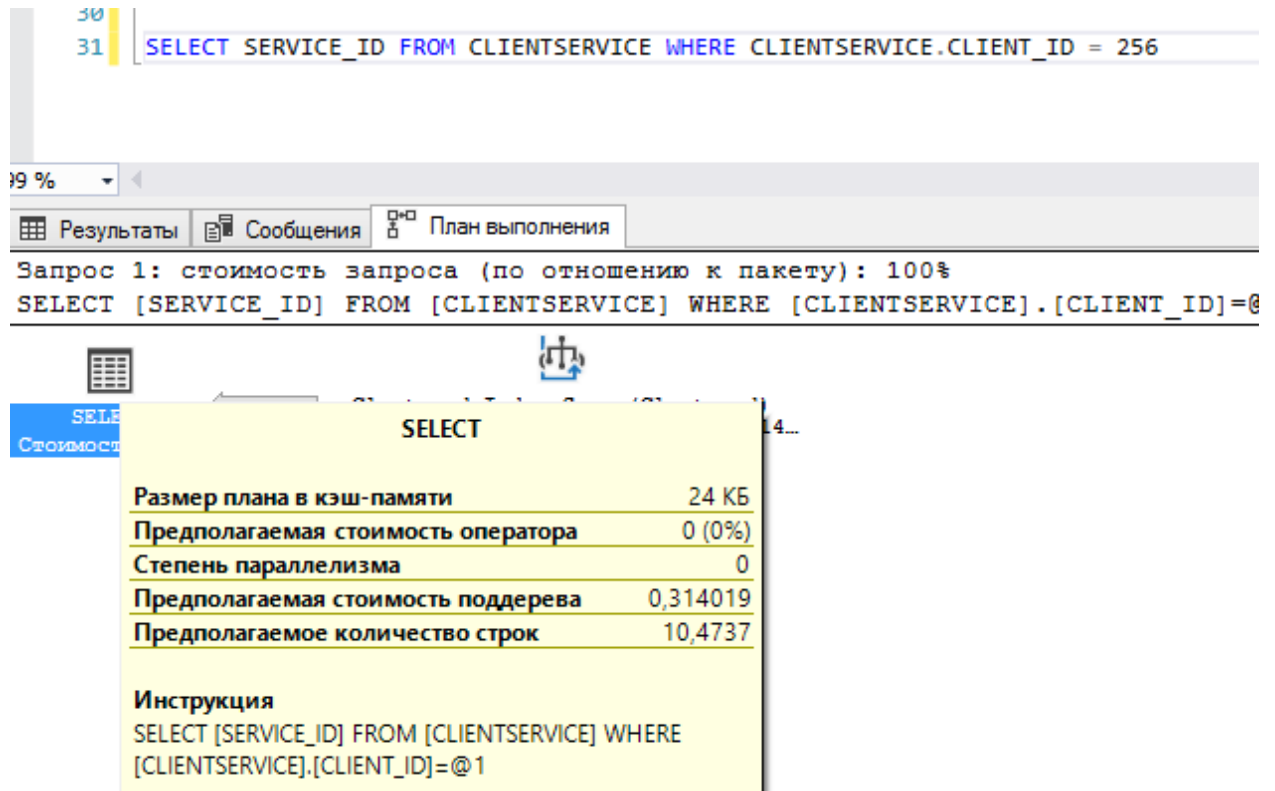 30
31 SELECT SERVICE_ID FROM CLIENTSERVICE WHERE CLIENTSERVICE.CLIENT_ID = 256
99 %
Результаты Сообщения План выполнения
Запрос 1: стоимость запроса (по отношению к пакету): 100%
SELECT [SERVICE_ID] FROM [CLIENTSERVICE] WHERE [CLIENTSERVICE].[CLIENT_ID]=@
SELE
Стоимост
14...
SELECT
Размер плана в кэш-памяти 24 КБ
Предполагаемая стоимость оператора 0 (0%)
Степень параллелизма 0
Предполагаемая стоимость поддерева 0,314019
Предполагаемое количество строк 10,4737
Инструкция
SELECT [SERVICE_ID] FROM [CLIENTSERVICE] WHERE
[CLIENTSERVICE].[CLIENT_ID]=@1